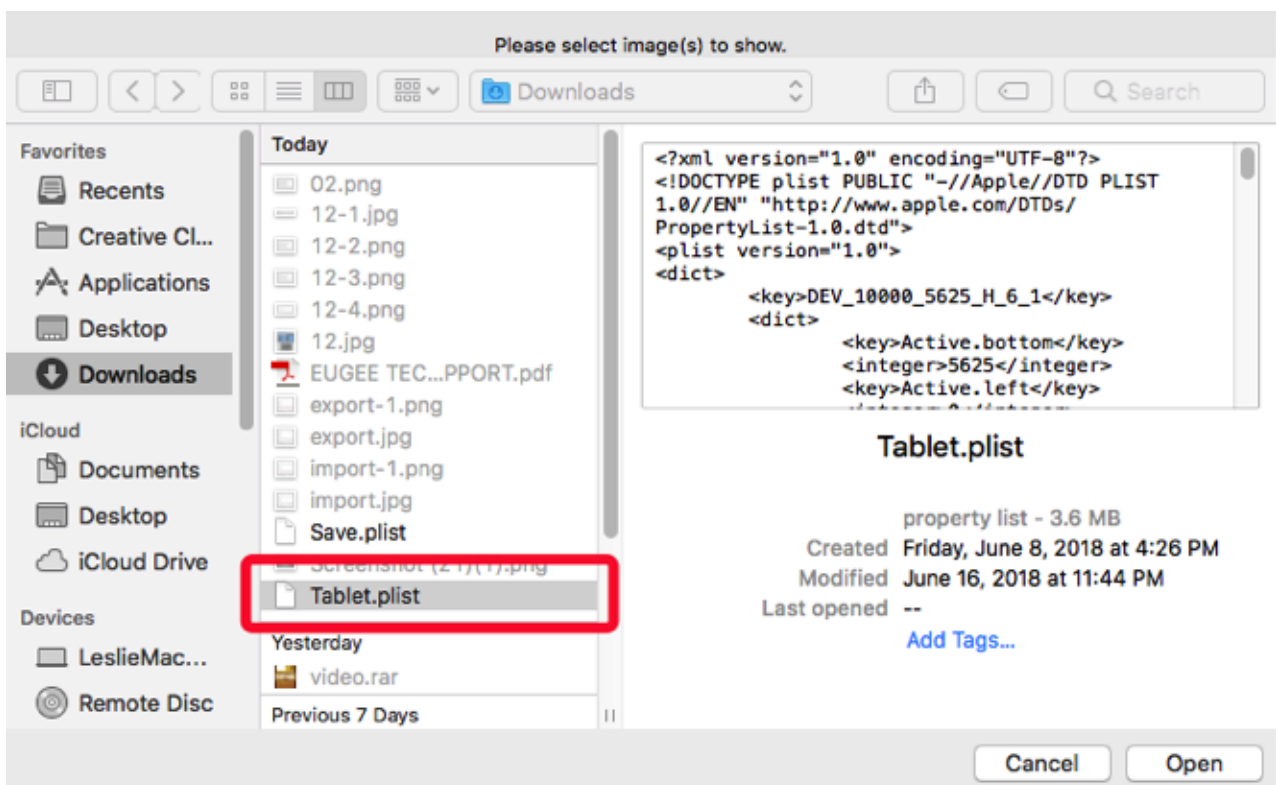 Please select image(s) to show.
Downloads
Search
Favorites
Recents
Creative Cl...
Applications
Desktop
Downloads
iCloud
Documents
Desktop
iCloud Drive
Devices
LeslieMac...
Remote Disc
Today
02.png
12-1.jpg
12-2.png
12-3.png
12-4.png
12.jpg
EUGEE TEC...PPORT.pdf
export-1.png
export.jpg
import-1.png
import.jpg
Save.plist
Screenshot (21)(1).png
Tablet.plist
Yesterday
video.rar
Previous 7 Days
<?xml version="1.0" encoding="UTF-8"?>
<!DOCTYPE plist PUBLIC "-//Apple//DTD PLIST
1.0//EN" "http://www.apple.com/DTDs/
PropertyList-1.0.dtd">
<plist version="1.0">
<dict>
<key>DEV_10000_5625_H_6_1</key>
<dict>
<key>Active.bottom</key>
<integer>5625</integer>
<key>Active.left</key>
Tablet.plist
property list - 3.6 MB
Created Friday, June 8, 2018 at 4:26 PM
Modified June 16, 2018 at 11:44 PM
Last opened --
Add Tags...
Cancel
Open